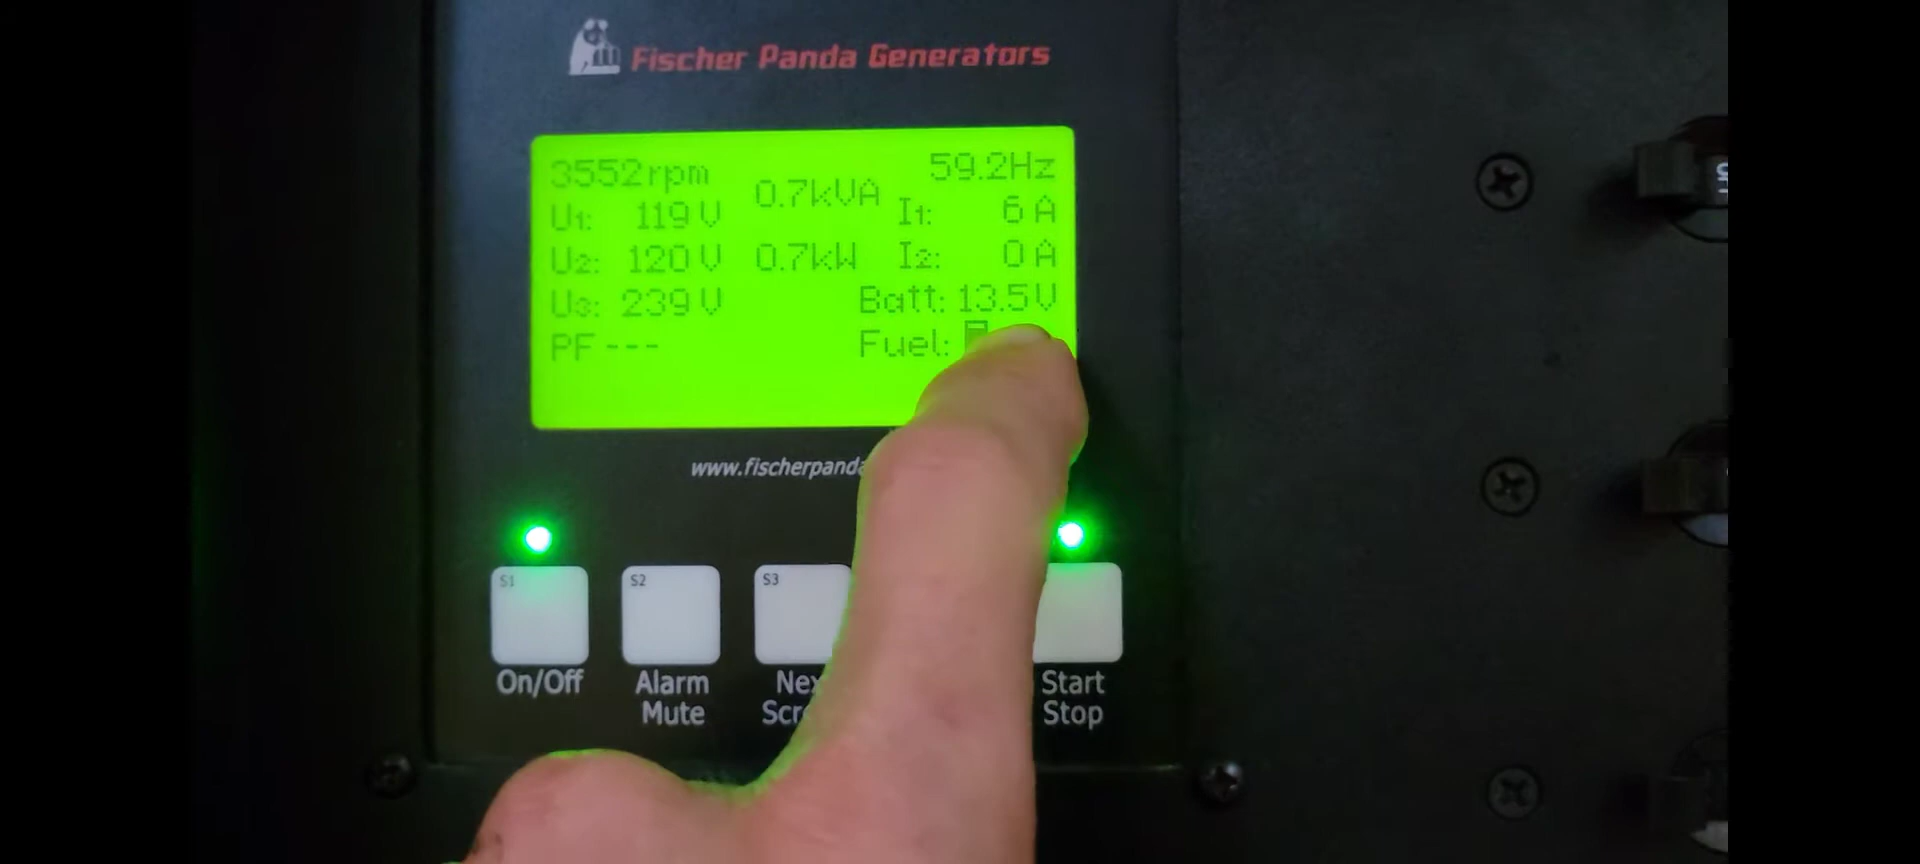 Fischer Panda Generators
3552rpm 59.2Hz
0.7kVA
U1: 119 V I1: 6 A
U2: 120 V 0.7kW I2: 0 A
U3: 239 V Batt: 13.5V
PF --- Fuel:
www.fischerpanda
S1 S2 S3
On/Off Alarm Mute Start Stop